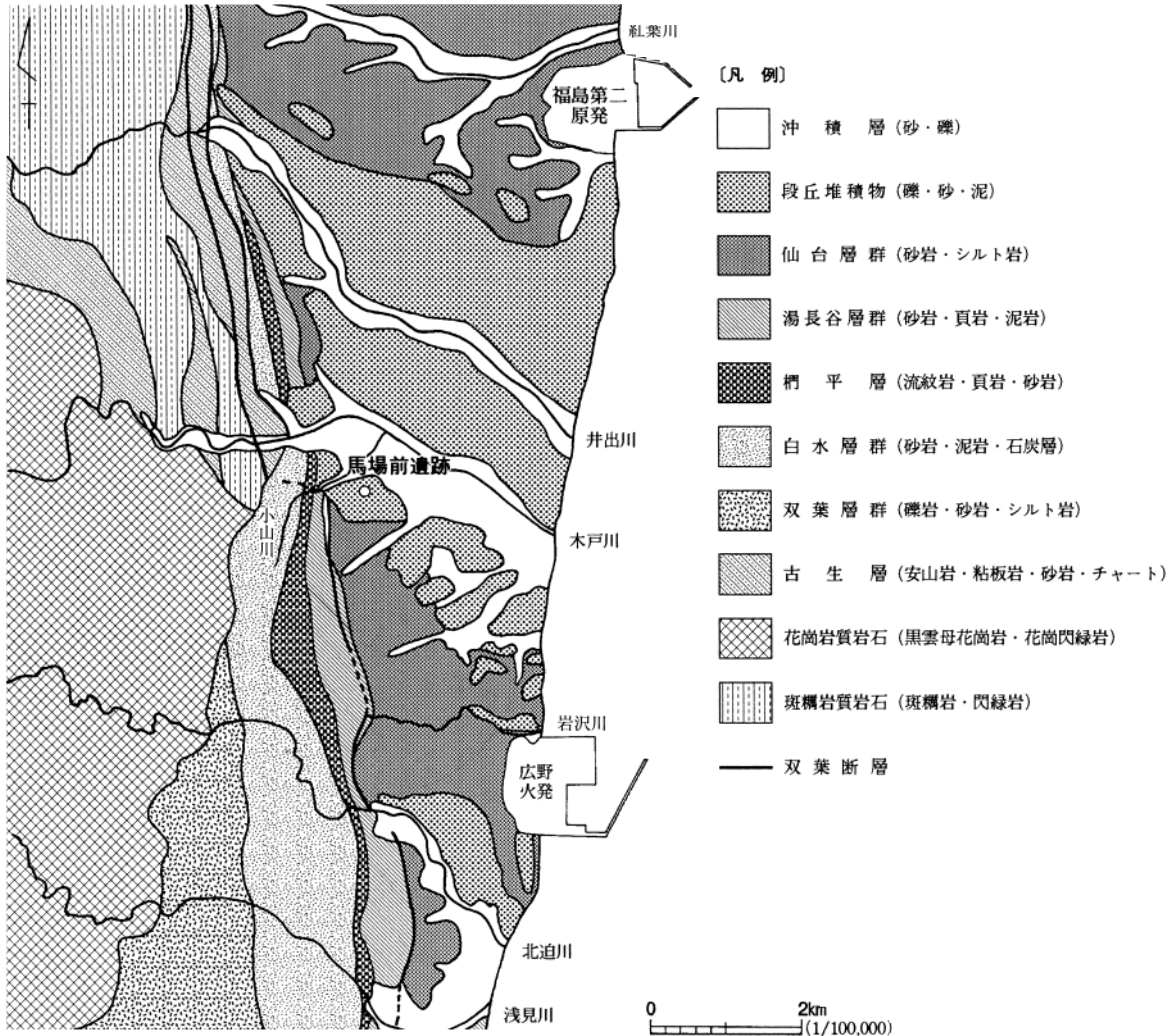 紅葉川
福島第二
原発
馬場前遺跡
小山川
井出川
木戸川
岩沢川
広野
火発
北迫川
浅見川
〔凡 例〕
沖積層(砂・礫)
段丘堆積物(礫・砂・泥)
仙台層群(砂岩・シルト岩)
湯長谷層群(砂岩・頁岩・泥岩)
椚平層(流紋岩・頁岩・砂岩)
白水層群(砂岩・泥岩・石炭層)
双葉層群(礫岩・砂岩・シルト岩)
古生層(安山岩・粘板岩・砂岩・チャート)
花崗岩質岩石(黒雲母花崗岩・花崗閃緑岩)
斑糲岩質岩石(斑糲岩・閃緑岩)
双葉断層
0 2km
(1/100,000)